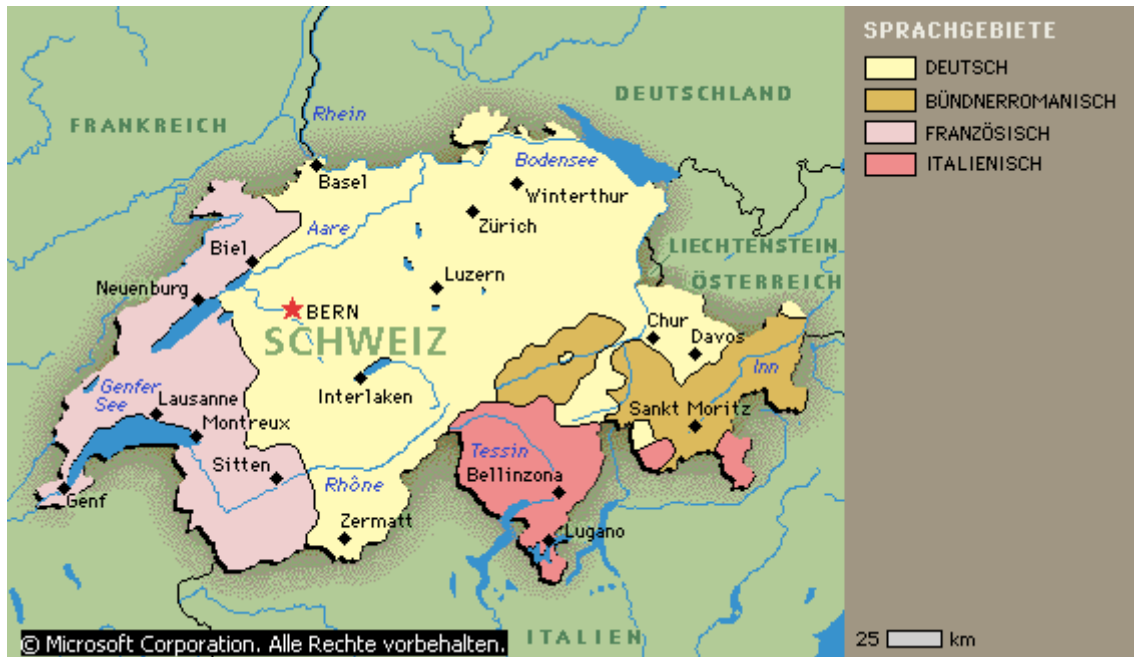 SPRACHGEBIETE
DEUTSCH
BÜNDNERROMANISCH
FRANZÖSISCH
ITALIENISCH
DEUTSCHLAND
FRANKREICH
Rhein
Bodensee
Basel
Winterthur
Zürich
Aare
Biel
LIECHTENSTEIN
ÖSTERREICH
Luzern
Neuenburg
BERN
SCHWEIZ
Chur
Davos
Inn
Interlaken
Genfer
See
Lausanne
Montreux
Sankt Moritz
Sitten
Tessin
Bellinzona
Rhône
Genf
Zermatt
Lugano
ITALIEN
© Microsoft Corporation. Alle Rechte vorbehalten.
25 km